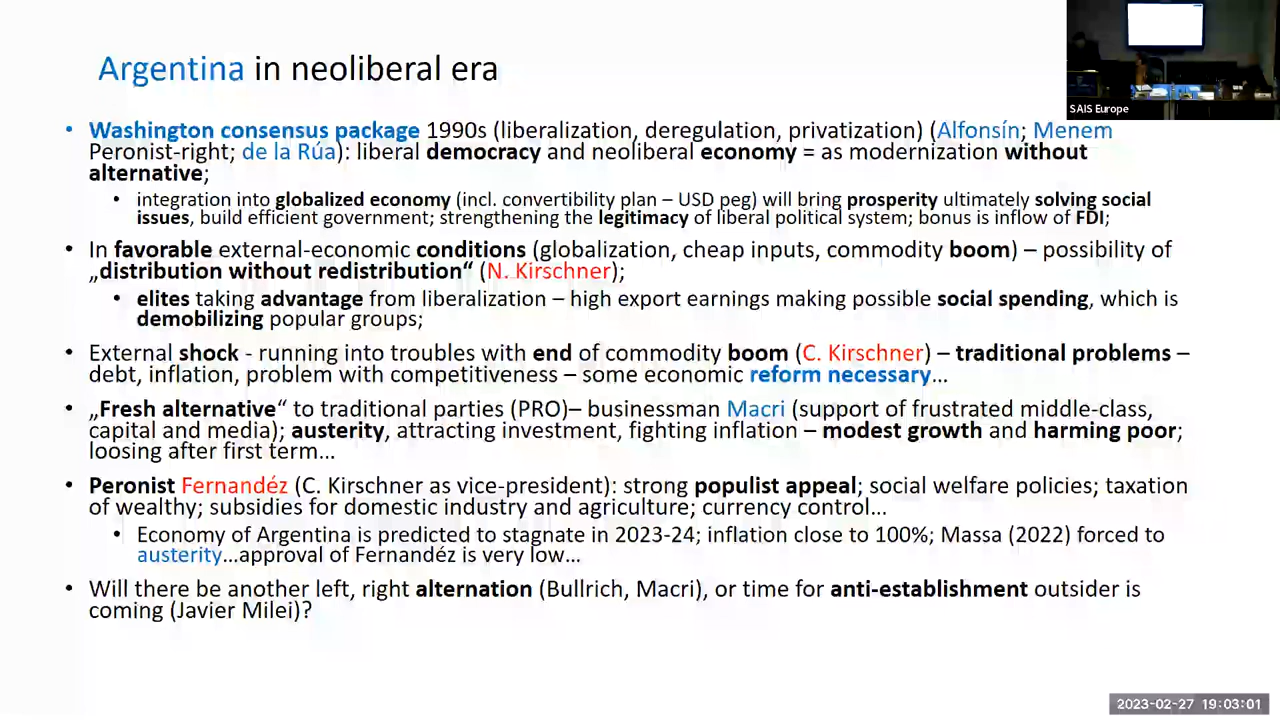 Argentina in neoliberal era
SAIS Europe
• Washington consensus package 1990s (liberalization, deregulation, privatization) (Alfonsín; Menem
Peronist-right; de la Rúa): liberal democracy and neoliberal economy = as modernization without
alternative;
• integration into globalized economy (incl. convertibility plan – USD peg) will bring prosperity ultimately solving social
issues, build efficient government; strengthening the legitimacy of liberal political system; bonus is inflow of FDI;
• In favorable external-economic conditions (globalization, cheap inputs, commodity boom) – possibility of
„distribution without redistribution“ (N. Kirschner);
• elites taking advantage from liberalization – high export earnings making possible social spending, which is
demobilizing popular groups;
• External shock - running into troubles with end of commodity boom (C. Kirschner) – traditional problems –
debt, inflation, problem with competitiveness – some economic reform necessary…
• „Fresh alternative“ to traditional parties (PRO)– businessman Macri (support of frustrated middle-class,
capital and media); austerity, attracting investment, fighting inflation – modest growth and harming poor;
loosing after first term…
• Peronist Fernandéz (C. Kirschner as vice-president): strong populist appeal; social welfare policies; taxation
of wealthy; subsidies for domestic industry and agriculture; currency control…
• Economy of Argentina is predicted to stagnate in 2023-24; inflation close to 100%; Massa (2022) forced to
austerity…approval of Fernandéz is very low…
• Will there be another left, right alternation (Bullrich, Macri), or time for anti-establishment outsider is
coming (Javier Milei)?
2023-02-27 19:03:01